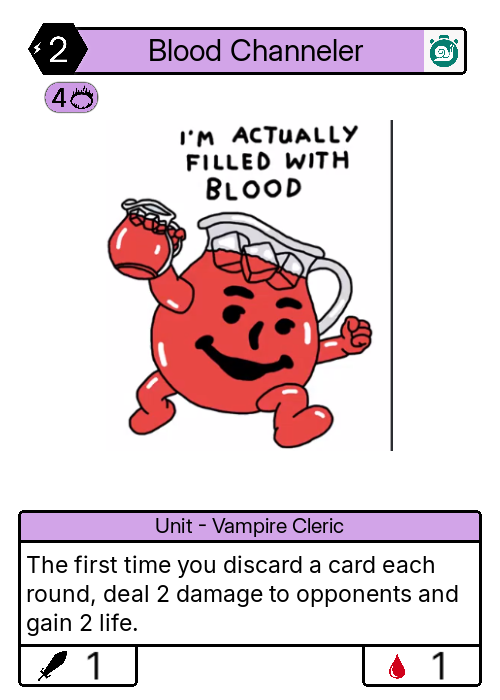 2
Blood Channeler
4
I'M ACTUALLY
FILLED WITH
BLOOD
Unit - Vampire Cleric
The first time you discard a card each
round, deal 2 damage to opponents and
gain 2 life.
1
1